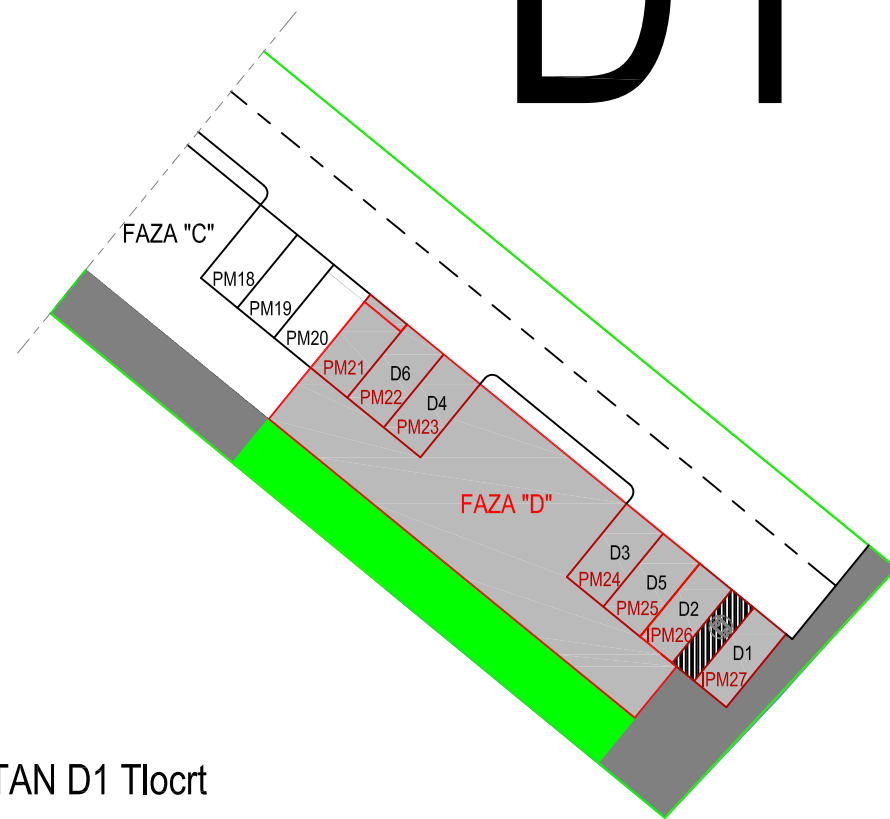 D1
FAZA "C"
PM18
PM19
PM20
PM21
D6
PM22
D4
PM23
FAZA "D"
D3
PM24
D5
PM25
D2
PM26
D1
PM27
TAN D1 Tlocrt